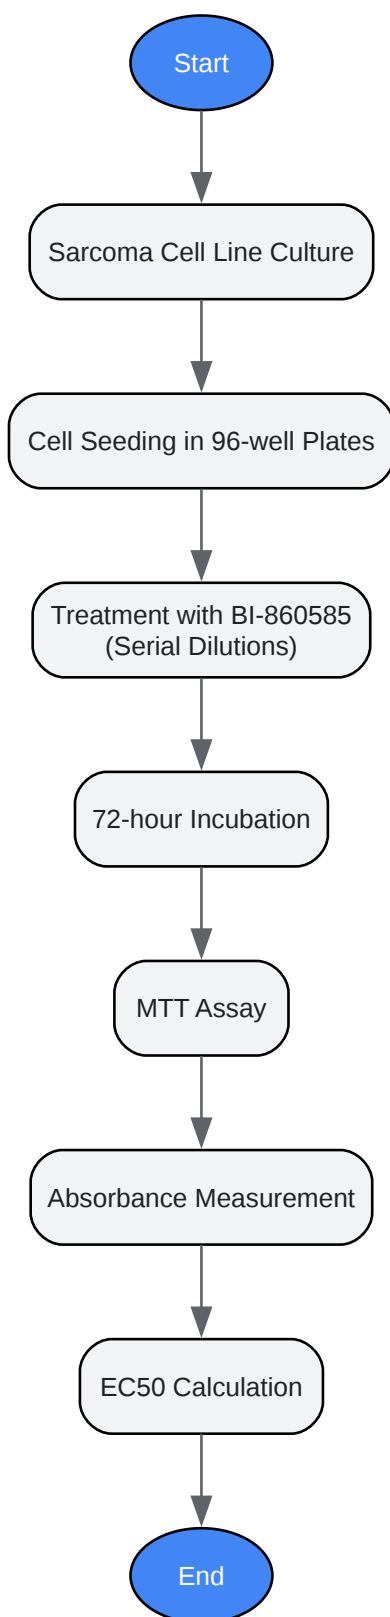 Start
Sarcoma Cell Line Culture
Cell Seeding in 96-well Plates
Treatment with BI-860585
(Serial Dilutions)
72-hour Incubation
MTT Assay
Absorbance Measurement
EC50 Calculation
End